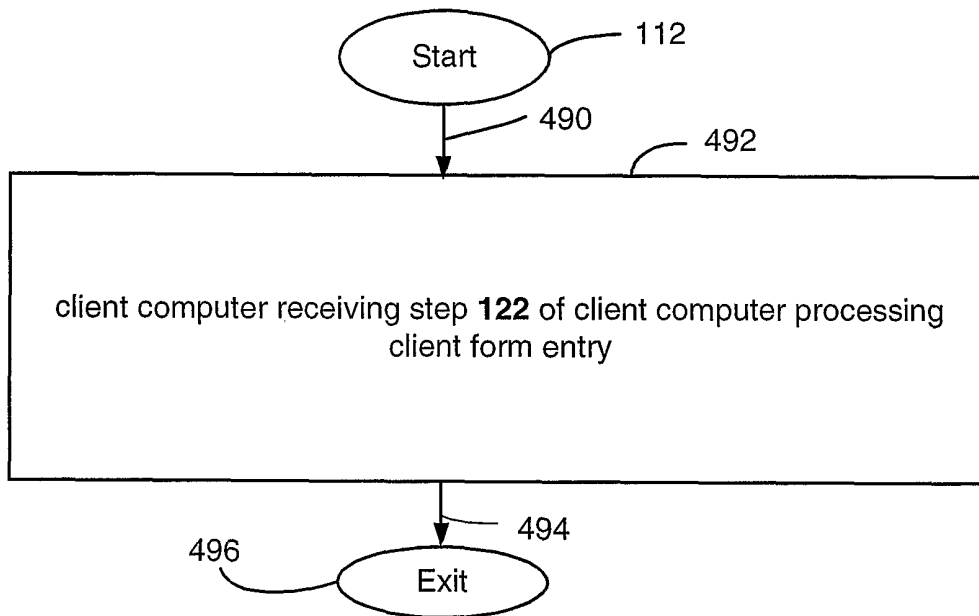 Start
112
490
492
client computer receiving step 122 of client computer processing
client form entry
494
496
Exit